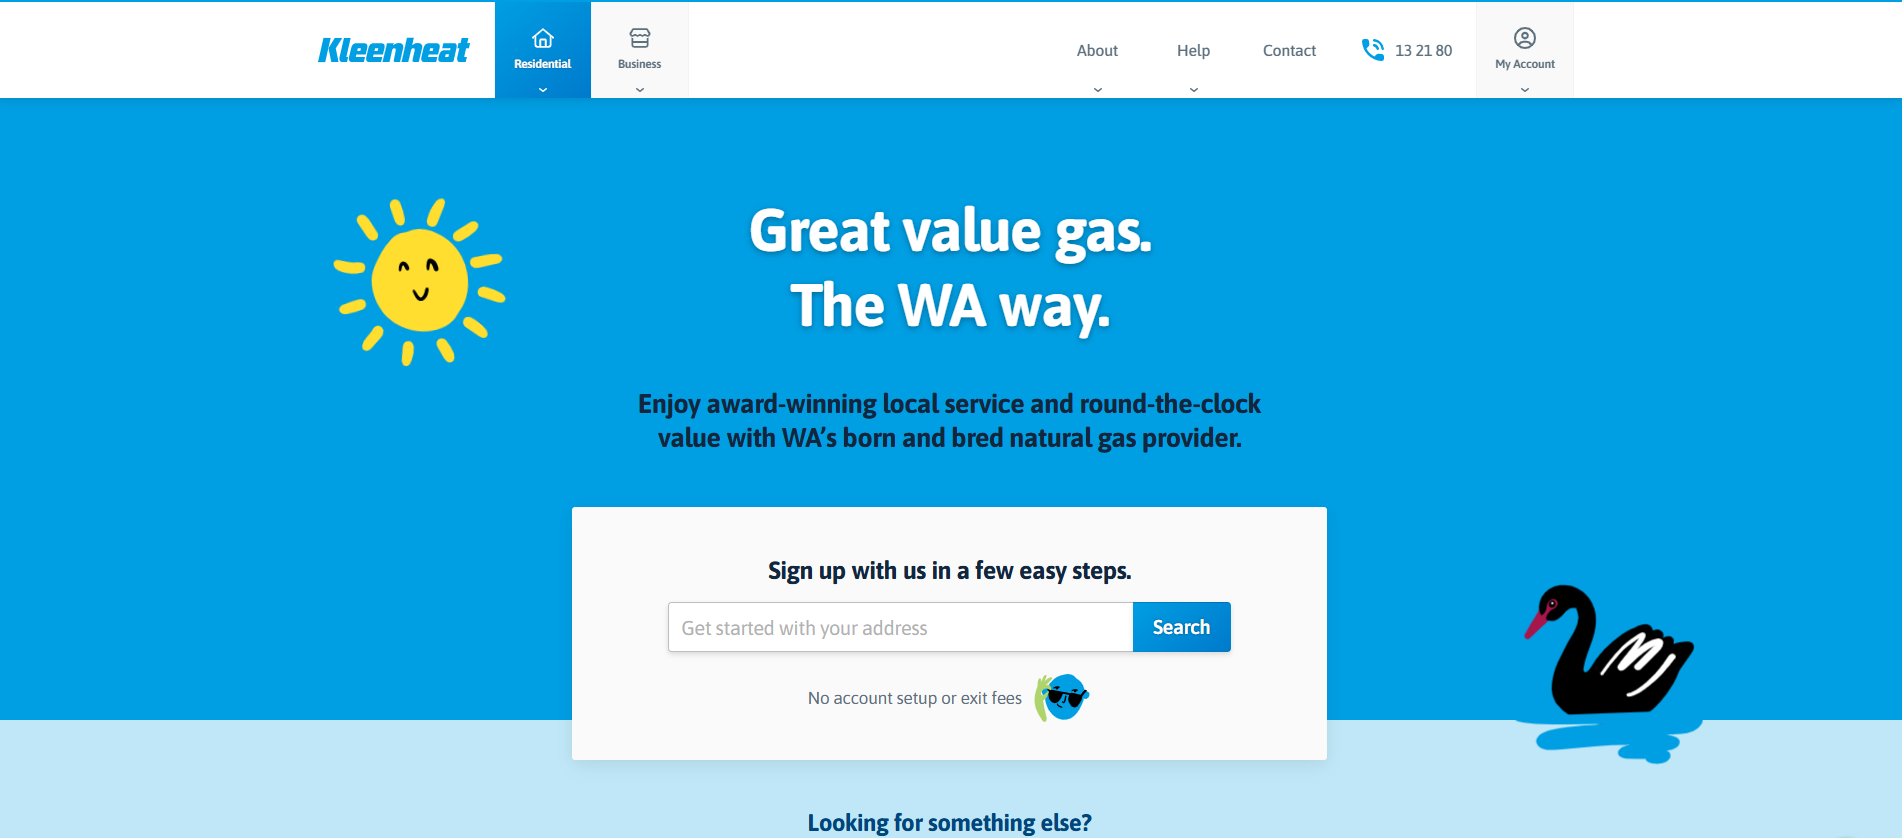 Kleenheat
Residential
Business
About
Help
Contact
13 21 80
My Account
Great value gas.
The WA way.
Enjoy award-winning local service and round-the-clock
value with WA’s born and bred natural gas provider.
Sign up with us in a few easy steps.
Get started with your address
Search
No account setup or exit fees
Looking for something else?